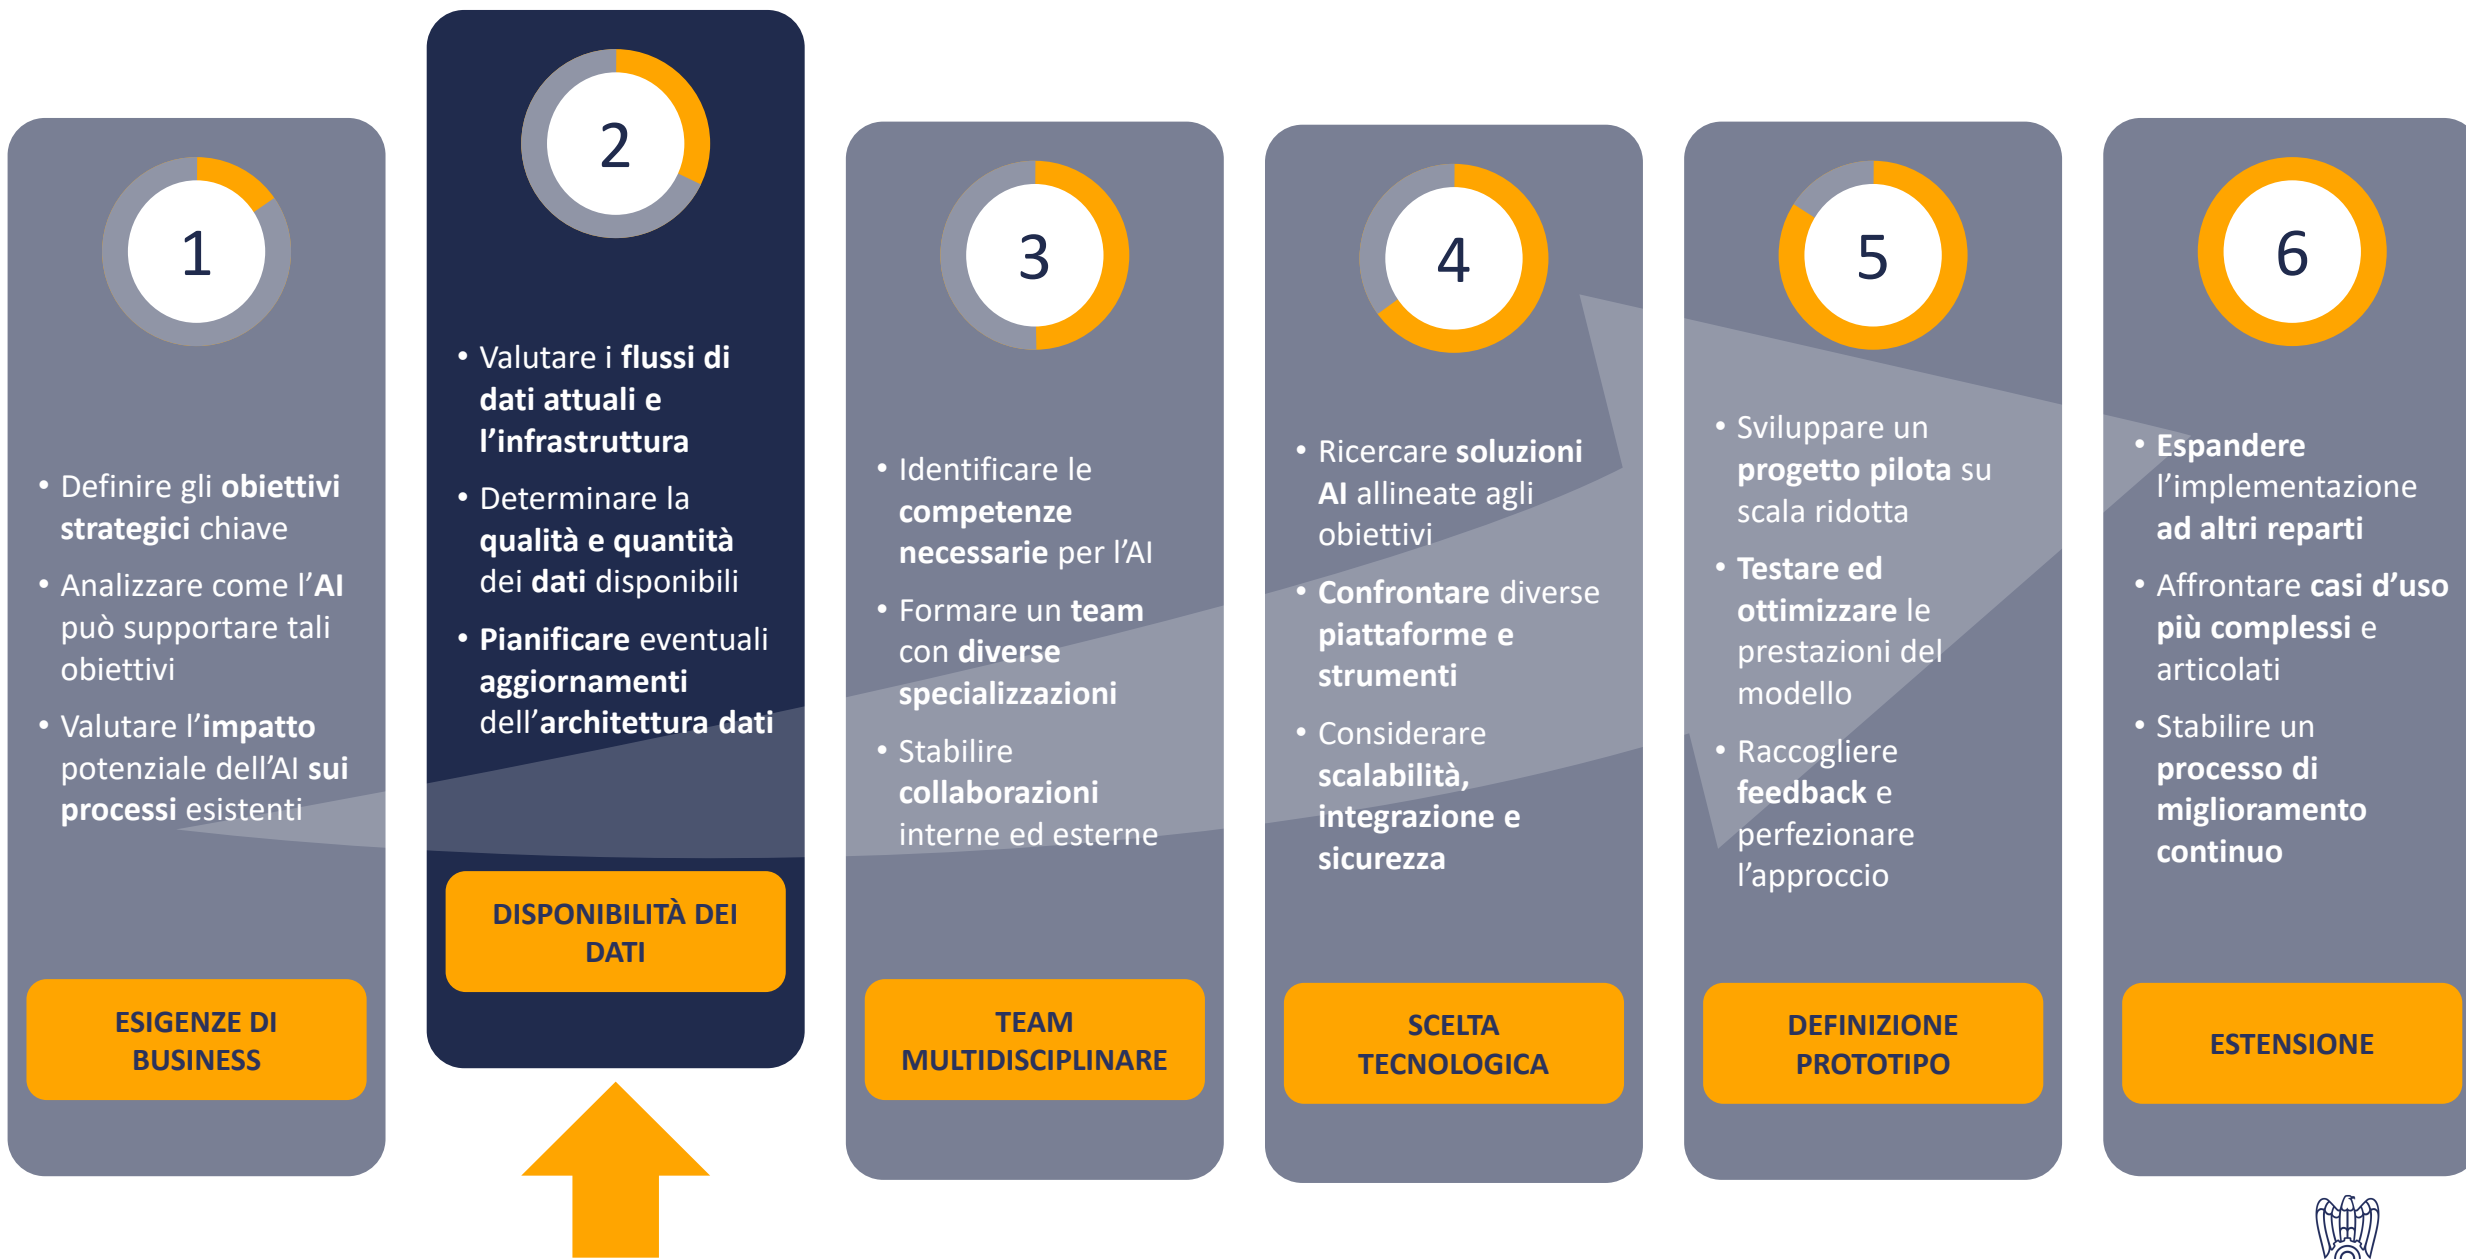 1
• Definire gli obiettivi
strategici chiave
• Analizzare come l’AI
può supportare tali
obiettivi
• Valutare l’impatto
potenziale dell’AI sui
processi esistenti
ESIGENZE DI
BUSINESS
2
• Valutare i flussi di
dati attuali e
l’infrastruttura
• Determinare la
qualità e quantità
dei dati disponibili
• Pianificare eventuali
aggiornamenti
dell’architettura dati
DISPONIBILITÀ DEI
DATI
3
• Identificare le
competenze
necessarie per l’AI
• Formare un team
con diverse
specializzazioni
• Stabilire
collaborazioni
interne ed esterne
TEAM
MULTIDISCIPLINARE
4
• Ricercare soluzioni
AI allineate agli
obiettivi
• Confrontare diverse
piattaforme e
strumenti
• Considerare
scalabilità,
integrazione e
sicurezza
SCELTA
TECNOLOGICA
5
• Sviluppare un
progetto pilota su
scala ridotta
• Testare ed
ottimizzare le
prestazioni del
modello
• Raccogliere
feedback e
perfezionare
l’approccio
DEFINIZIONE
PROTOTIPO
6
• Espandere
l’implementazione
ad altri reparti
• Affrontare casi d’uso
più complessi e
articolati
• Stabilire un
processo di
miglioramento
continuo
ESTENSIONE